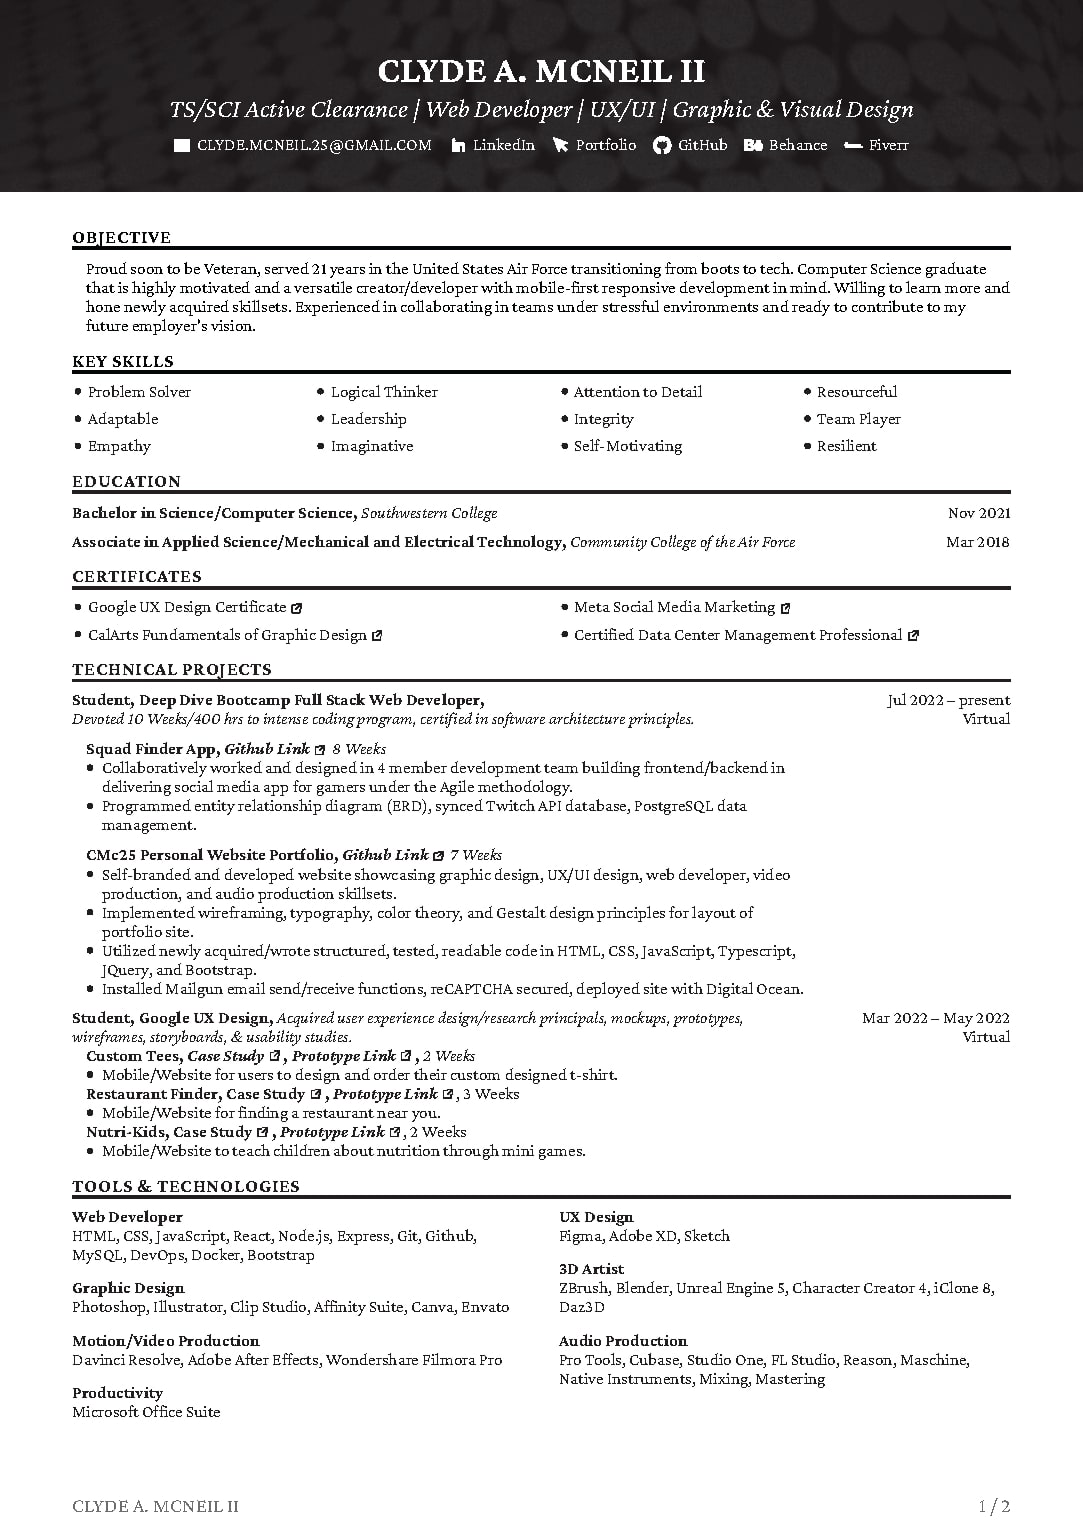 CLYDE A. MCNEIL II
TS/SCI Active Clearance | Web Developer | UX/UI | Graphic & Visual Design
CLYDE.MCNEIL.25@GMAIL.COM LinkedIn Portfolio GitHub Behance Fiverr
OBJECTIVE
Proud soon to be Veteran, served 21 years in the United States Air Force transitioning from boots to tech. Computer Science graduate
that is highly motivated and a versatile creator/developer with mobile-first responsive development in mind. Willing to learn more and
hone newly acquired skillsets. Experienced in collaborating in teams under stressful environments and ready to contribute to my
future employer's vision.
KEY SKILLS
• Problem Solver • Logical Thinker • Attention to Detail • Resourceful
• Adaptable • Leadership • Integrity • Team Player
• Empathy • Imaginative • Self-Motivating • Resilient
EDUCATION
Bachelor in Science/Computer Science, Southwestern College Nov 2021
Associate in Applied Science/Mechanical and Electrical Technology, Community College of the Air Force Mar 2018
CERTIFICATES
• Google UX Design Certificate • Meta Social Media Marketing
• CalArts Fundamentals of Graphic Design • Certified Data Center Management Professional
TECHNICAL PROJECTS
Student, Deep Dive Bootcamp Full Stack Web Developer, Jul 2022 – present
Devoted 10 Weeks/400 hrs to intense coding program, certified in software architecture principles. Virtual
Squad Finder App, Github Link 8 Weeks
• Collaboratively worked and designed in 4 member development team building frontend/backend in
delivering social media app for gamers under the Agile methodology.
• Programmed entity relationship diagram (ERD), synced Twitch API database, PostgreSQL data
management.
CMc25 Personal Website Portfolio, Github Link 7 Weeks
• Self-branded and developed website showcasing graphic design, UX/UI design, web developer, video
production, and audio production skillsets.
• Implemented wireframing, typography, color theory, and Gestalt design principles for layout of
portfolio site.
• Utilized newly acquired/wrote structured, tested, readable code in HTML, CSS, JavaScript, Typescript,
JQuery, and Bootstrap.
• Installed Mailgun email send/receive functions, reCAPTCHA secured, deployed site with Digital Ocean.
Student, Google UX Design, Acquired user experience design/research principals, mockups, prototypes, Mar 2022 – May 2022
wireframes, storyboards, & usability studies. Virtual
Custom Tees, Case Study , Prototype Link , 2 Weeks
• Mobile/Website for users to design and order their custom designed t-shirt.
Restaurant Finder, Case Study , Prototype Link , 3 Weeks
• Mobile/Website for finding a restaurant near you.
Nutri-Kids, Case Study , Prototype Link , 2 Weeks
• Mobile/Website to teach children about nutrition through mini games.
TOOLS & TECHNOLOGIES
Web Developer
HTML, CSS, JavaScript, React, Node.js, Express, Git, Github,
MySQL, DevOps, Docker, Bootstrap
Graphic Design
Photoshop, Illustrator, Clip Studio, Affinity Suite, Canva, Envato
Motion/Video Production
Davinci Resolve, Adobe After Effects, Wondershare Filmora Pro
Productivity
Microsoft Office Suite
UX Design
Figma, Adobe XD, Sketch
3D Artist
ZBrush, Blender, Unreal Engine 5, Character Creator 4, iClone 8,
Daz3D
Audio Production
Pro Tools, Cubase, Studio One, FL Studio, Reason, Maschine,
Native Instruments, Mixing, Mastering
CLYDE A. MCNEIL II 1 / 2